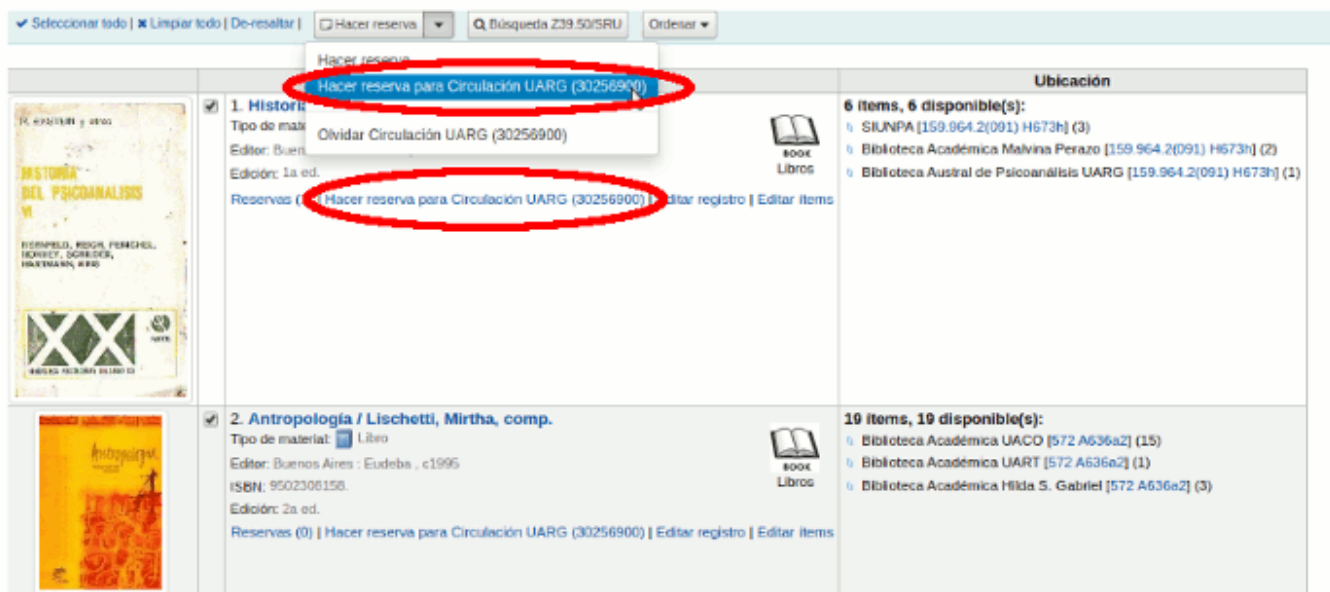 Seleccionar todo | Limpiar todo | De-resaltar | Hacer reserva Búsqueda Z39.50/SRU Ordenar
Hacer reserva
Hacer reserva para Circulación UARG (30256900)
Olvidar Circulación UARG (30256900)
Ubicación
HISTORIA
DEL PSICOANALISIS
VI
1. Histori
Tipo de mate
Editor: Buen
Edición: 1a ed.
Reservas ( | Hacer reserva para Circulación UARG (30256900) | Editar registro | Editar ítems
BOOK
Libros
6 ítems, 6 disponible(s):
SIUNPA [159.964.2(091) H673h] (3)
Biblioteca Académica Malvina Perazo [159.964.2(091) H673h] (2)
Biblioteca Austral de Psicoanálisis UARG [159.964.2(091) H673h] (1)
XX
Antropología
2. Antropología / Lischetti, Mirtha, comp.
Tipo de material: Libro
Editor: Buenos Aires : Eudeba , c1995
ISBN: 9502308158.
Edición: 2a ed.
Reservas (0) | Hacer reserva para Circulación UARG (30256900) | Editar registro | Editar ítems
BOOK
Libros
19 ítems, 19 disponible(s):
Biblioteca Académica UACO [572 A636a2] (15)
Biblioteca Académica UART [572 A636a2] (1)
Biblioteca Académica Hilda S. Gabriel [572 A636a2] (3)